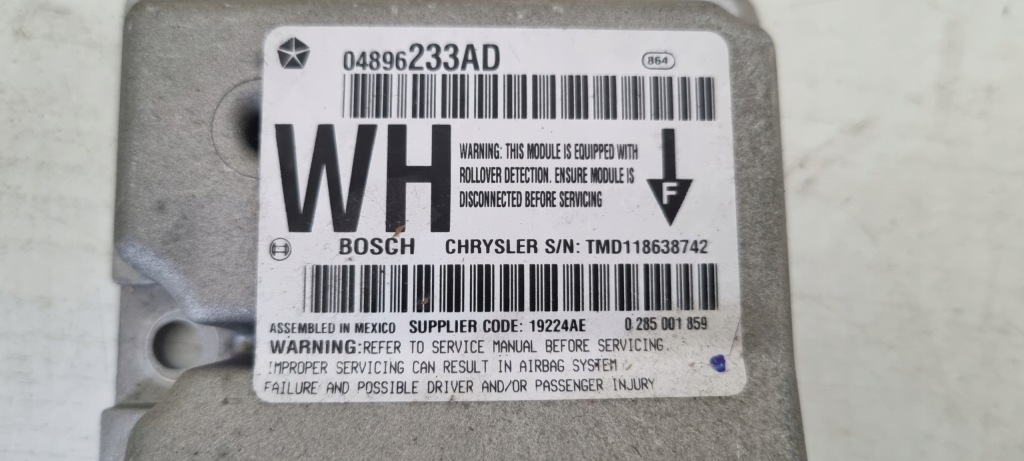 04896233AD
864
WH
WARNING: THIS MODULE IS EQUIPPED WITH
ROLLOVER DETECTION. ENSURE MODULE IS
DISCONNECTED BEFORE SERVICING
F
BOSCH CHRYSLER S/N: TMD118638742
ASSEMBLED IN MEXICO SUPPLIER CODE: 19224AE 0 285 001 859
WARNING:REFER TO SERVICE MANUAL BEFORE SERVICING.
IMPROPER SERVICING CAN RESULT IN AIRBAG SYSTEM
FAILURE AND POSSIBLE DRIVER AND/OR PASSENGER INJURY